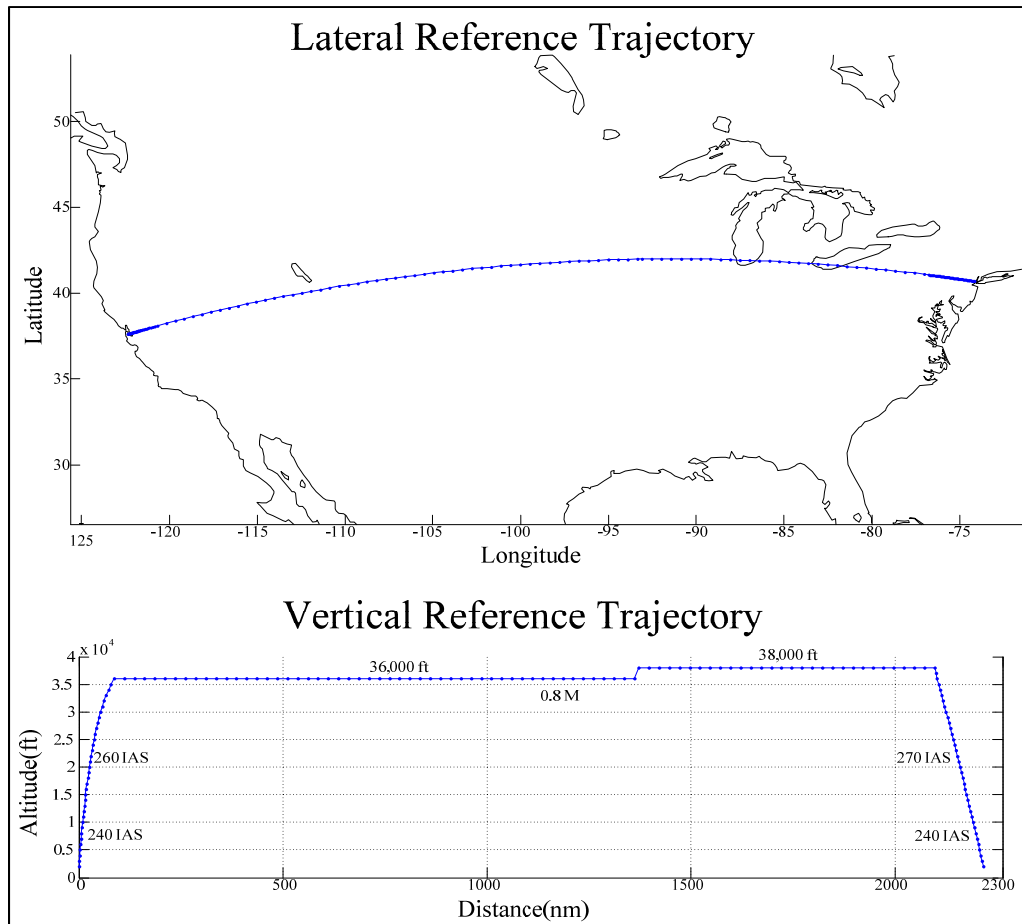 Lateral Reference Trajectory
50
45
40
35
30
Latitude
125 -120 -115 -110 -105 -100 -95 -90 -85 -80 -75
Longitude
Vertical Reference Trajectory
x 10⁴
4
3.5
3
2.5
2
1.5
1
0.5
0
Altitude(ft)
36,000 ft
38,000 ft
0.8 M
260 IAS
270 IAS
240 IAS
240 IAS
0 500 1000 1500 2000 2300
Distance(nm)